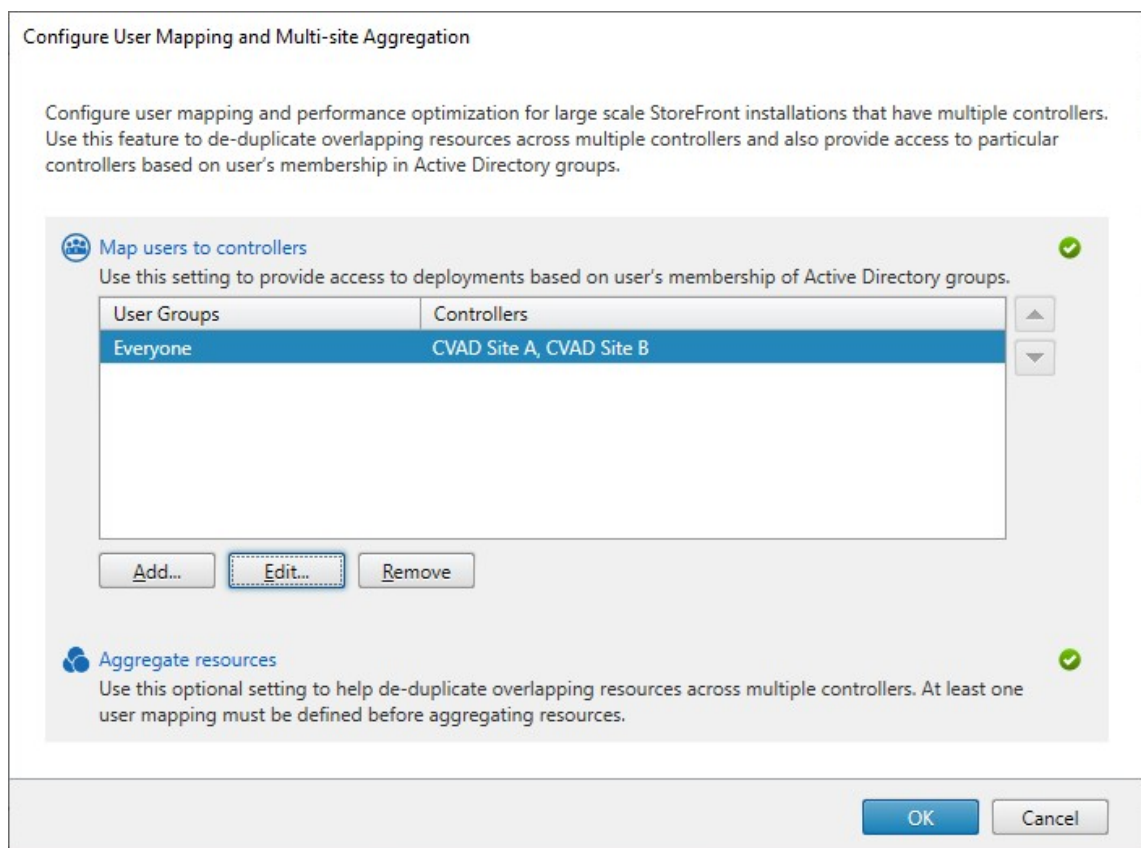 Configure User Mapping and Multi-site Aggregation
Configure user mapping and performance optimization for large scale StoreFront installations that have multiple controllers.
Use this feature to de-duplicate overlapping resources across multiple controllers and also provide access to particular
controllers based on user's membership in Active Directory groups.
Map users to controllers
Use this setting to provide access to deployments based on user's membership of Active Directory groups.
User Groups Controllers
Everyone CVAD Site A, CVAD Site B
Add... Edit... Remove
Aggregate resources
Use this optional setting to help de-duplicate overlapping resources across multiple controllers. At least one
user mapping must be defined before aggregating resources.
OK Cancel